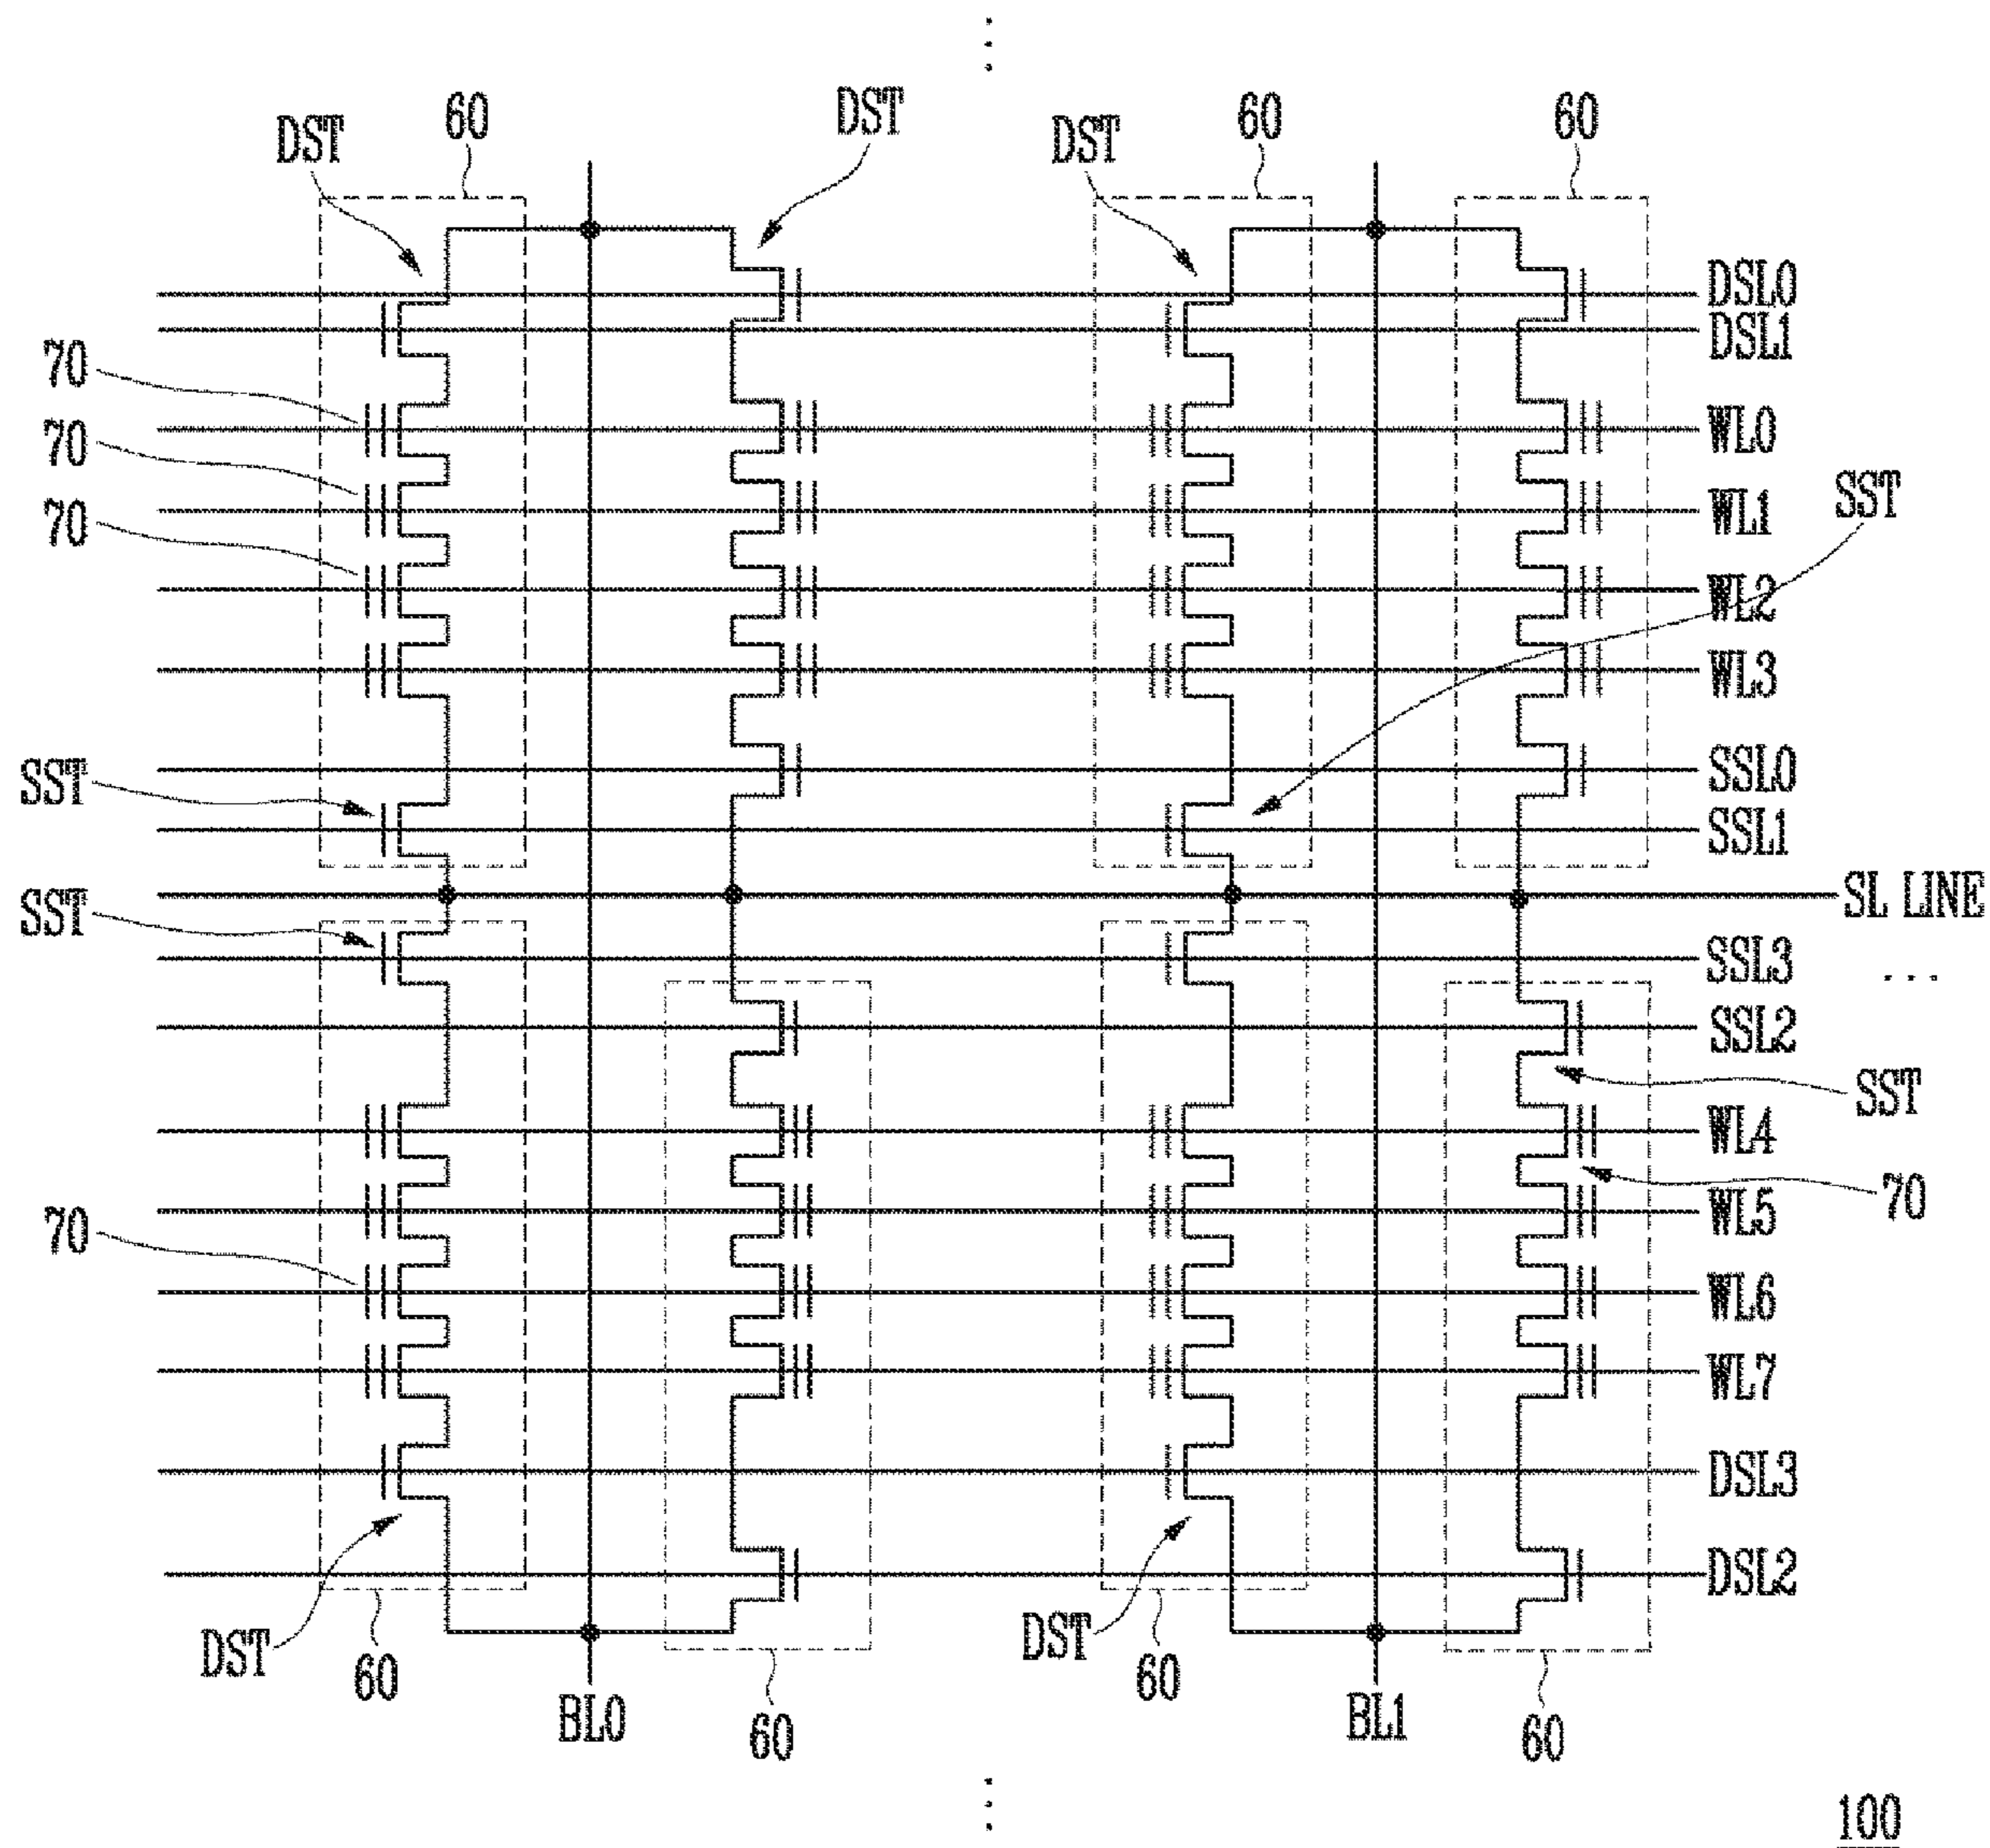 DST
60
DST
DST
60
60
DSL0
DSL1
70
WL0
70
WL1
SST
70
WL2
WL3
SST
SSL0
SSL1
SST
SL LINE
SSL3
...
SSL2
SST
WL4
70
WL5
70
WL6
WL7
DSL3
DSL2
DST
60
BL0
60
DST
60
BL1
60
100